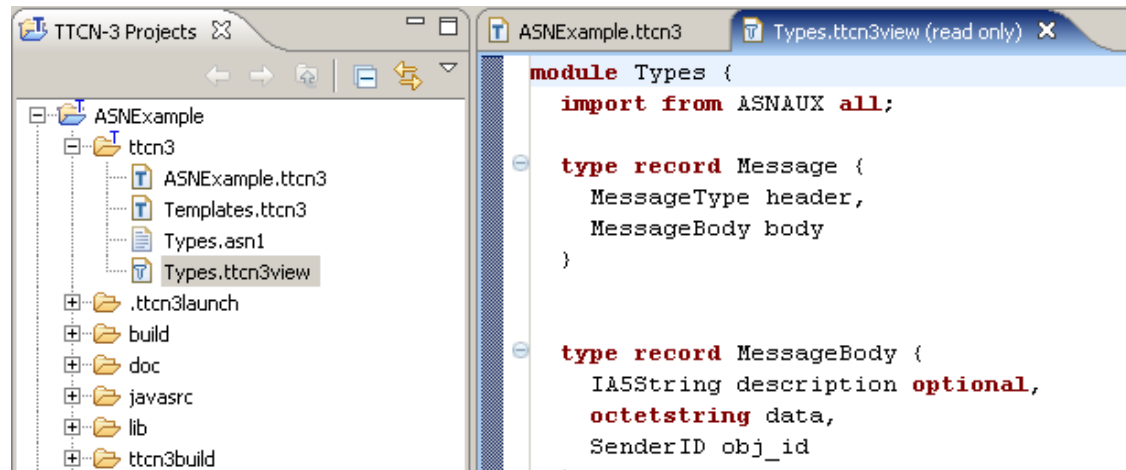 TTCN-3 Projects
ASNExample
ttcn3
ASNExample.ttcn3
Templates.ttcn3
Types.asn1
Types.ttcn3view
.ttcn3launch
build
doc
javasrc
lib
ttcn3build
ASNExample.ttcn3
Types.ttcn3view (read only)
module Types {
import from ASNAUX all;
type record Message {
MessageType header,
MessageBody body
}
type record MessageBody {
IA5String description optional,
octetstring data,
SenderID obj_id